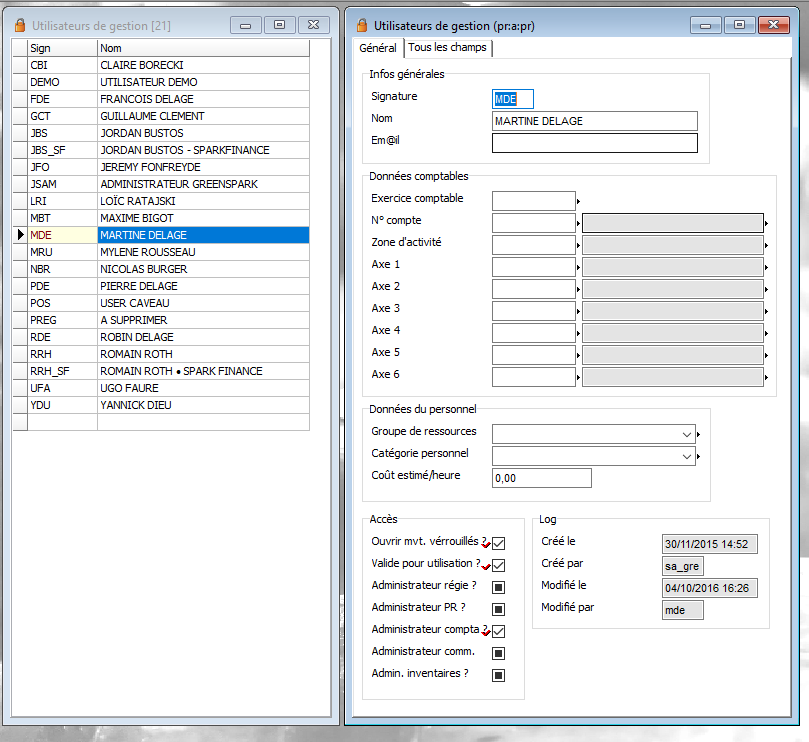 Utilisateurs de gestion [21]
Sign Nom
CBI CLAIRE BORECKI
DEMO UTILISATEUR DEMO
FDE FRANCOIS DELAGE
GCT GUILLAUME CLEMENT
JBS JORDAN BUSTOS
JBS_SF JORDAN BUSTOS - SPARKFINANCE
JFO JEREMY FONFREYDE
JSAM ADMINISTRATEUR GREENSPARK
LRI LOÏC RATAJSKI
MBT MAXIME BIGOT
MDE MARTINE DELAGE
MRU MYLENE ROUSSEAU
NBR NICOLAS BURGER
PDE PIERRE DELAGE
POS USER CAVEAU
PREG A SUPPRIMER
RDE ROBIN DELAGE
RRH ROMAIN ROTH
RRH_SF ROMAIN ROTH • SPARK FINANCE
UFA UGO FAURE
YDU YANNICK DIEU
Utilisateurs de gestion (pr:a:pr)
Général Tous les champs
Infos générales
Signature MDE
Nom MARTINE DELAGE
Em@il
Données comptables
Exercice comptable
N° compte
Zone d'activité
Axe 1
Axe 2
Axe 3
Axe 4
Axe 5
Axe 6
Données du personnel
Groupe de ressources
Catégorie personnel
Coût estimé/heure 0,00
Accès
Ouvrir mvt. vérrouillés ?
Valide pour utilisation ?
Administrateur régie ?
Administrateur PR ?
Administrateur compta ?
Administrateur comm.
Admin. inventaires ?
Log
Créé le 30/11/2015 14:52
Créé par sa_gre
Modifié le 04/10/2016 16:26
Modifié par mde